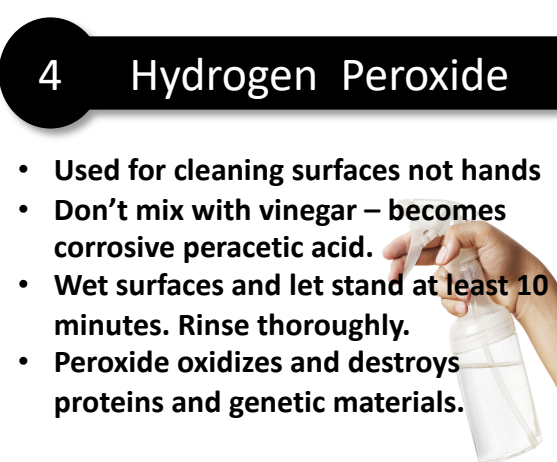 4 Hydrogen Peroxide
• Used for cleaning surfaces not hands
• Don’t mix with vinegar – becomes
corrosive peracetic acid.
• Wet surfaces and let stand at least 10
minutes. Rinse thoroughly.
• Peroxide oxidizes and destroys
proteins and genetic materials.